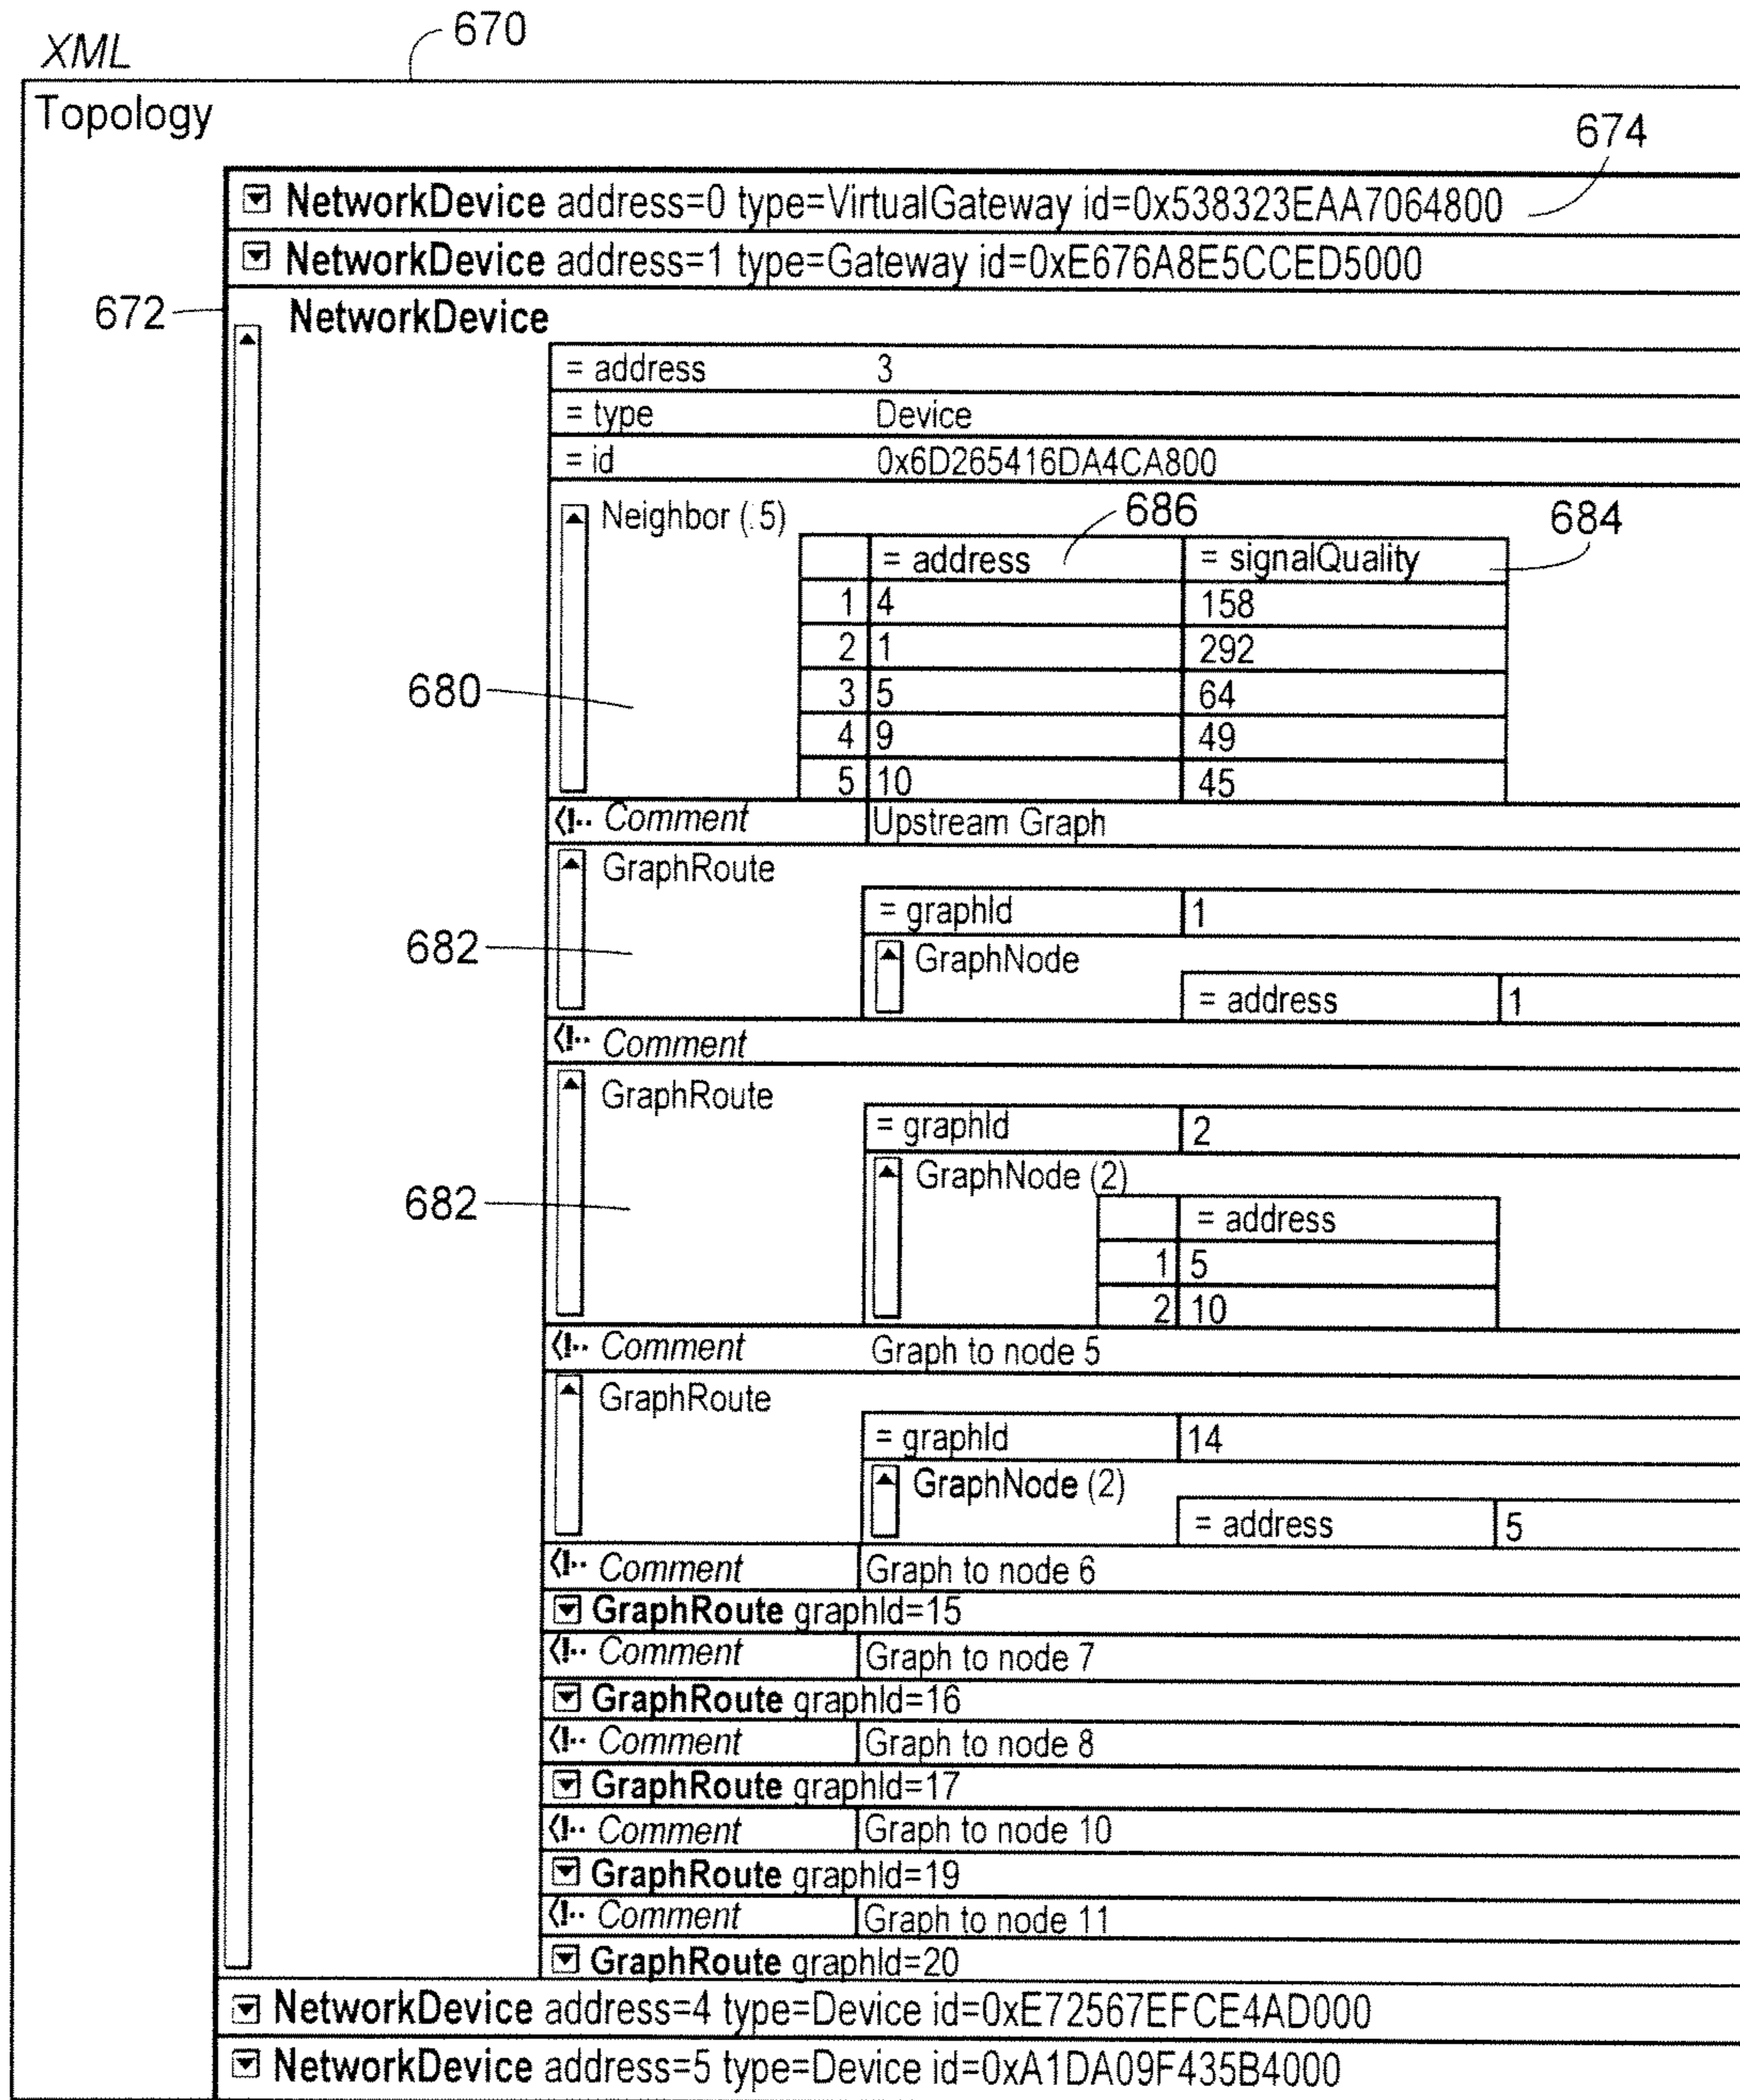 XML
670
Topology
674
NetworkDevice address=0 type=VirtualGateway id=0x538323EAA7064800
NetworkDevice address=1 type=Gateway id=0xE676A8E5CCED5000
672
NetworkDevice
= address 3
= type Device
= id 0x6D265416DA4CA800
Neighbor (.5) 686 684
= address = signalQuality
1 4 158
2 1 292
680 3 5 64
4 9 49
5 10 45
<!-- Comment Upstream Graph
GraphRoute
= graphId 1
682 GraphNode
= address 1
<!-- Comment
GraphRoute
= graphId 2
GraphNode (2)
682 = address
1 5
2 10
<!-- Comment Graph to node 5
GraphRoute
= graphId 14
GraphNode (2)
= address 5
<!-- Comment Graph to node 6
GraphRoute graphId=15
<!-- Comment Graph to node 7
GraphRoute graphId=16
<!-- Comment Graph to node 8
GraphRoute graphId=17
<!-- Comment Graph to node 10
GraphRoute graphId=19
<!-- Comment Graph to node 11
GraphRoute graphId=20
NetworkDevice address=4 type=Device id=0xE72567EFCE4AD000
NetworkDevice address=5 type=Device id=0xA1DA09F435B4000